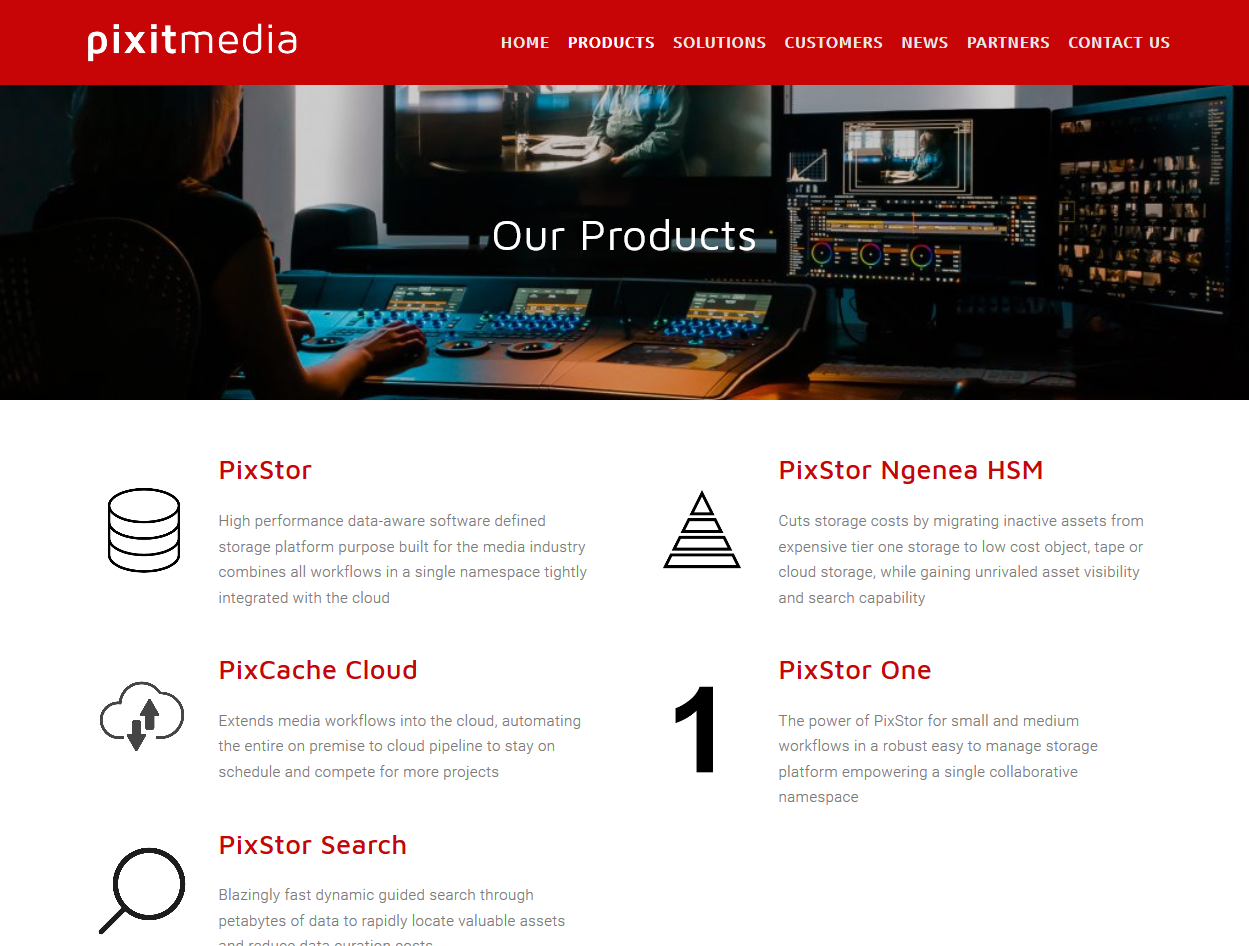 pixitmedia
HOME PRODUCTS SOLUTIONS CUSTOMERS NEWS PARTNERS CONTACT US
Our Products
PixStor
High performance data-aware software defined
storage platform purpose built for the media industry
combines all workflows in a single namespace tightly
integrated with the cloud
PixStor Ngenea HSM
Cuts storage costs by migrating inactive assets from
expensive tier one storage to low cost object, tape or
cloud storage, while gaining unrivaled asset visibility
and search capability
PixCache Cloud
Extends media workflows into the cloud, automating
the entire on premise to cloud pipeline to stay on
schedule and compete for more projects
1
PixStor One
The power of PixStor for small and medium
workflows in a robust easy to manage storage
platform empowering a single collaborative
namespace
PixStor Search
Blazingly fast dynamic guided search through
petabytes of data to rapidly locate valuable assets
and reduce data curation costs